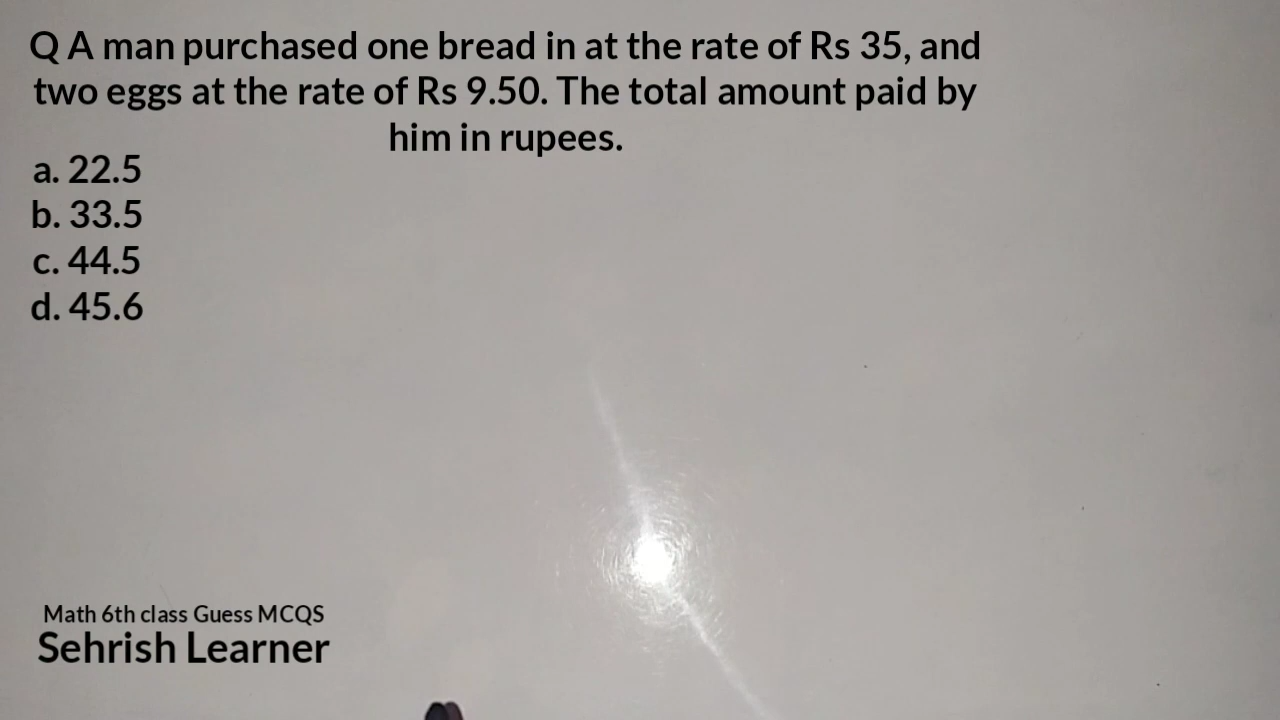 Q A man purchased one bread in at the rate of Rs 35, and
two eggs at the rate of Rs 9.50. The total amount paid by
him in rupees.
a. 22.5
b. 33.5
c. 44.5
d. 45.6
Math 6th class Guess MCQS
Sehrish Learner